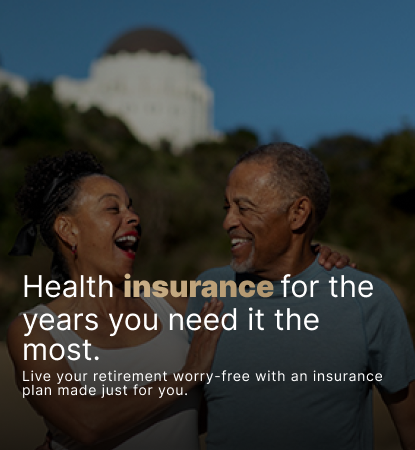 Health insurance for the
years you need it the
most.
Live your retirement worry-free with an insurance
plan made just for you.